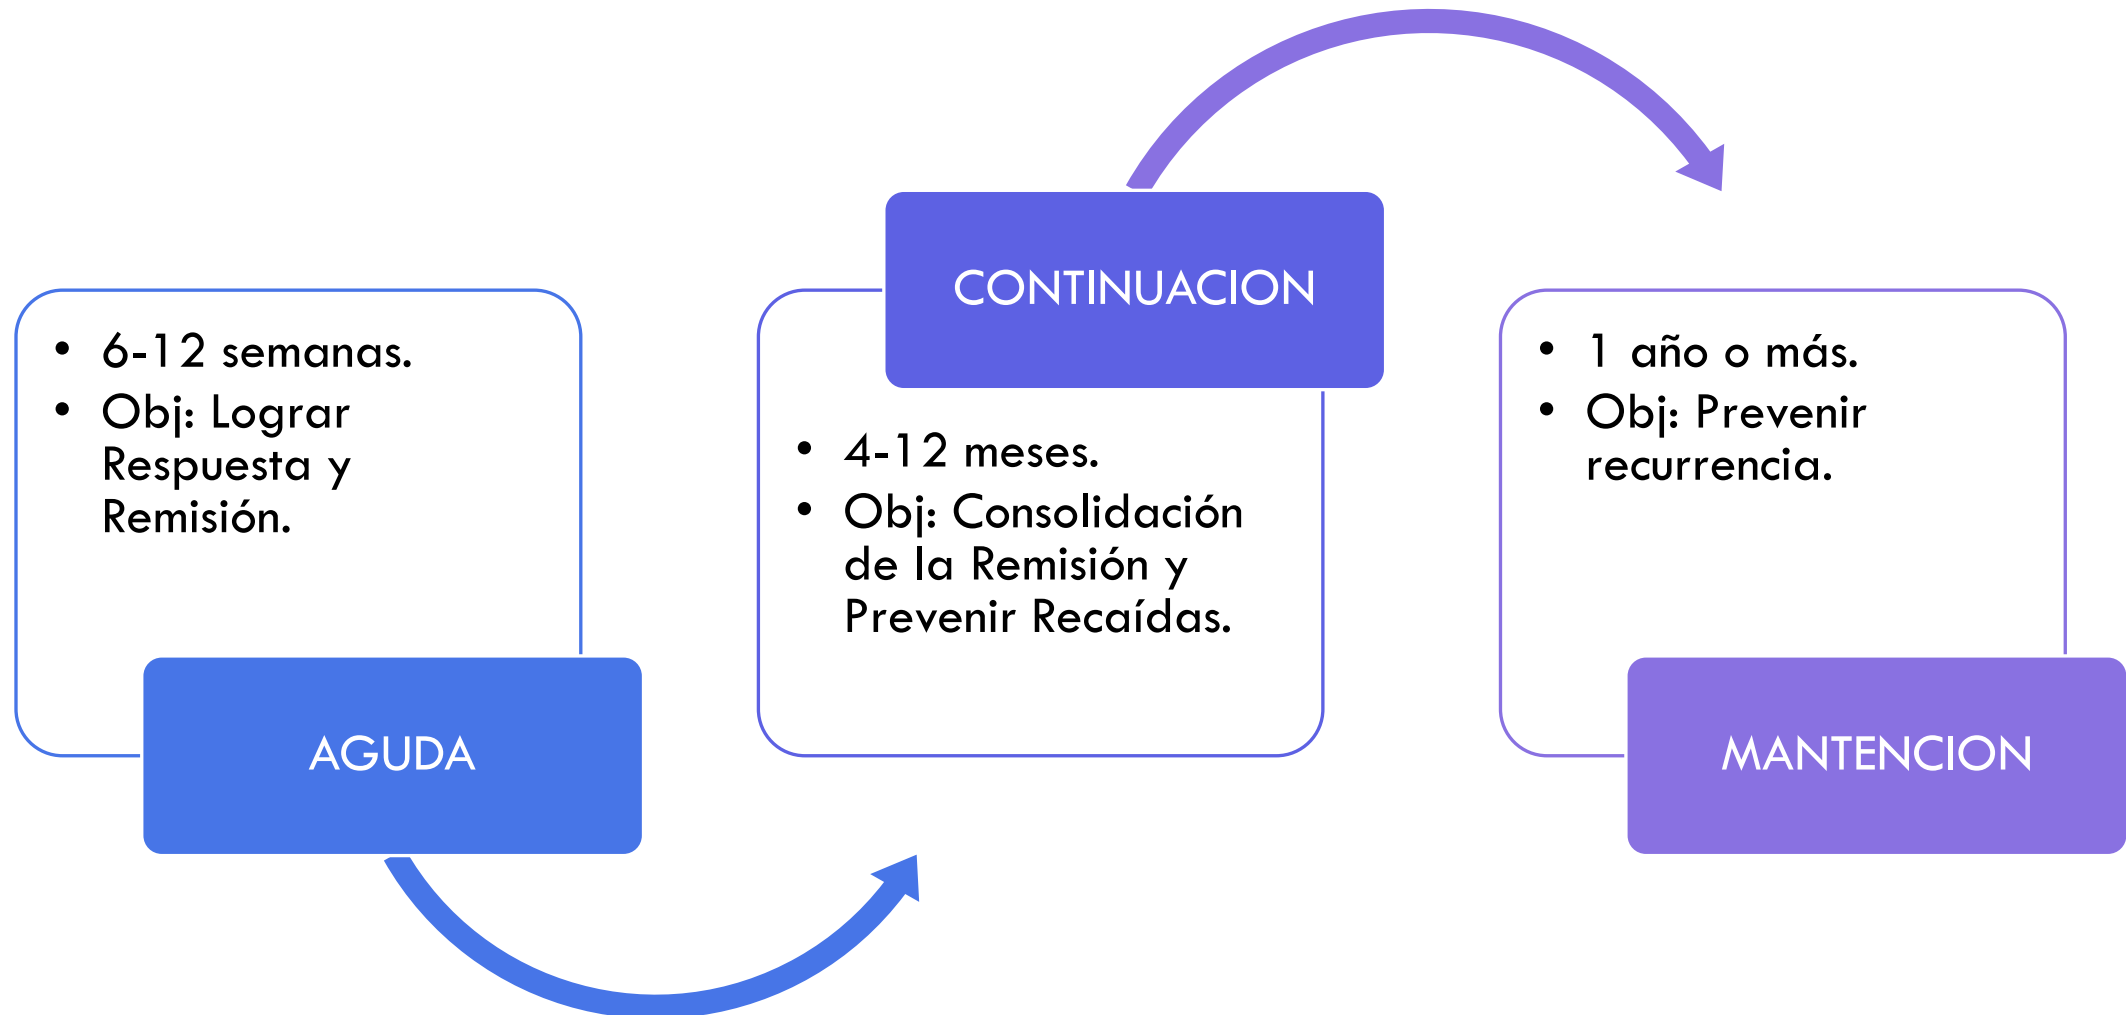 • 6-12 semanas.
• Obj: Lograr
Respuesta y
Remisión.
AGUDA
CONTINUACION
• 4-12 meses.
• Obj: Consolidación
de la Remisión y
Prevenir Recaídas.
• 1 año o más.
• Obj: Prevenir
recurrencia.
MANTENCION